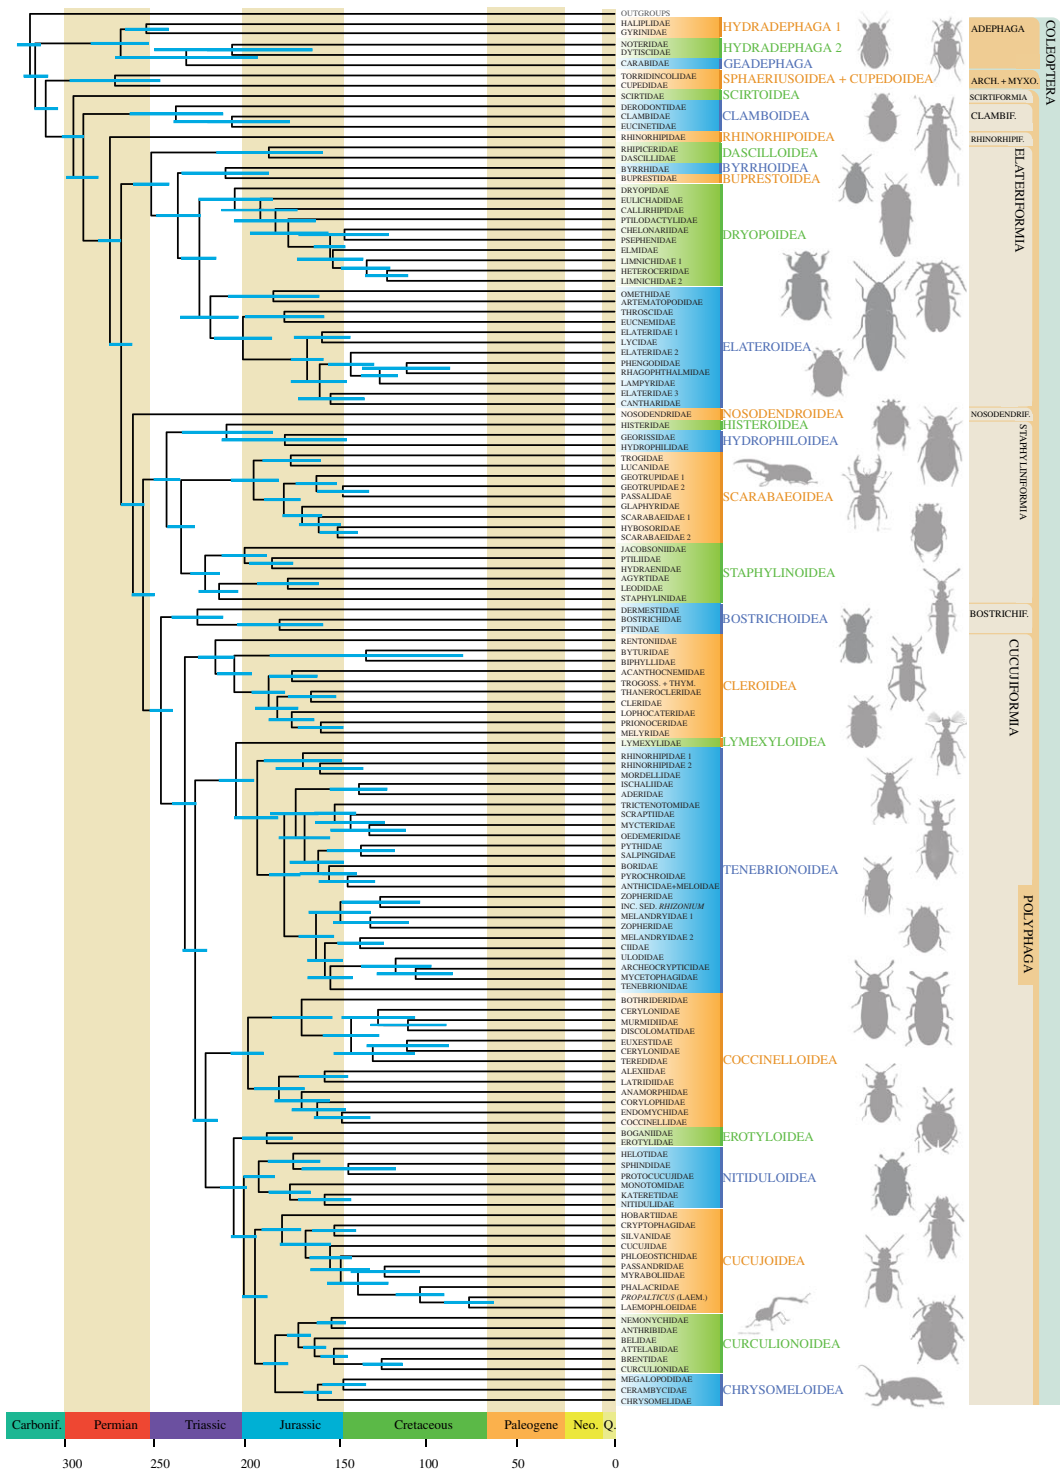 OUTGROUPS
HALIPLIDAE
GYRINIDAE
HYDRADEPHAGA 1
NOTERIDAE
DYTISCIDAE
HYDRADEPHAGA 2
CARABIDAE
GEADEPHAGA
TORRIDINCOLIDAE
CUPEDIDAE
SPHAERIUSOIDEA + CUPEDOIDEA
SCIRTIDAE
SCIRTOIDEA
DERODONTIDAE
CLAMBIDAE
EUCINETIDAE
CLAMBOIDEA
RHINORHIPIDAE
RHINORHIPOIDEA
RHIPICERIDAE
DASCILLIDAE
DASCILLOIDEA
BYRRHIDAE
BYRRHOIDEA
BUPRESTIDAE
BUPRESTOIDEA
DRYOPIDAE
EULICHADIDAE
CALLIRHIPIDAE
PTILODACTYLIDAE
CHELONARIIDAE
PSEPHENIDAE
ELMIDAE
LIMNICHIDAE 1
HETEROCERIDAE
LIMNICHIDAE 2
DRYOPOIDEA
OMETHIDAE
ARTEMATOPODIDAE
THROSCIDAE
EUCNEMIDAE
ELATERIDAE 1
LYCIDAE
ELATERIDAE 2
PHENGODIDAE
RHAGOPHTHALMIDAE
LAMPYRIDAE
ELATERIDAE 3
CANTHARIDAE
ELATEROIDEA
NOSODENDRIDAE
NOSODENDROIDEA
HISTERIDAE
HISTEROIDEA
GEORISSIDAE
HYDROPHILIDAE
HYDROPHILOIDEA
TROGIDAE
LUCANIDAE
GEOTRUPIDAE 1
GEOTRUPIDAE 2
PASSALIDAE
GLAPHYRIDAE
SCARABAEIDAE 1
HYBOSORIDAE
SCARABAEIDAE 2
SCARABAEOIDEA
JACOBSONIIDAE
PTILIIDAE
HYDRAENIDAE
AGYRTIDAE
LEODIDAE
STAPHYLINIDAE
STAPHYLINOIDEA
DERMESTIDAE
BOSTRICHIDAE
PTINIDAE
BOSTRICHOIDEA
RENTONIIDAE
BYTURIDAE
BIPHYLLIDAE
ACANTHOCNEMIDAE
TROGOSS. + THYM.
THANEROCLERIDAE
CLERIDAE
LOPHOCATERIDAE
PRIONOCERIDAE
MELYRIDAE
CLEROIDEA
LYMEXYLIDAE
LYMEXYLOIDEA
RHINORHIPIDAE 1
RHINORHIPIDAE 2
MORDELLIDAE
ISCHALIIDAE
ADERIDAE
TRICTENOTOMIDAE
SCRAPTIIDAE
MYCTERIDAE
OEDEMERIDAE
PYTHIDAE
SALPINGIDAE
BORIDAE
PYROCHROIDAE
ANTHICIDAE+MELOIDAE
ZOPHERIDAE
INC. SED. RHIZONIUM
MELANDRYIDAE 1
ZOPHERIDAE
MELANDRYIDAE 2
CIIDAE
ULODIDAE
ARCHEOCRYPTICIDAE
MYCETOPHAGIDAE
TENEBRIONIDAE
TENEBRIONOIDEA
BOTHRIDERIDAE
CERYLONIDAE
MURMIDIIDAE
DISCOLOMATIDAE
EUXESTIDAE
CERYLONIDAE
TEREDIDAE
ALEXIIDAE
LATRIDIIDAE
ANAMORPHIDAE
CORYLOPHIDAE
ENDOMYCHIDAE
COCCINELLIDAE
COCCINELLOIDEA
BOGANIIDAE
EROTYLIDAE
EROTYLOIDEA
HELOTIDAE
SPHINDIDAE
PROTOCUCUJIDAE
MONOTOMIDAE
KATERETIDAE
NITIDULIDAE
NITIDULOIDEA
HOBARTIIDAE
CRYPTOPHAGIDAE
SILVANIDAE
CUCUJIDAE
PHLOEOSTICHIDAE
PASSANDRIDAE
MYRABOLIIDAE
PHALACRIDAE
PROPALTICUS (LAEM.)
LAEMOPHLOEIDAE
CUCUJOIDEA
NEMONYCHIDAE
ANTHRIBIDAE
BELIDAE
ATTELABIDAE
BRENTIDAE
CURCULIONIDAE
CURCULIONOIDEA
MEGALOPODIDAE
CERAMBYCIDAE
CHRYSOMELIDAE
CHRYSOMELOIDEA
ADEPHAGA
ARCH. + MYXO.
SCIRTIFORMIA
CLAMBIF.
RHINORHIPIF.
ELATERIFORMIA
NOSODENDRIF.
STAPHYLINIFORMIA
BOSTRICHIF.
CUCUJIFORMIA
POLYPHAGA
COLEOPTERA
Carbonif. Permian Triassic Jurassic Cretaceous Paleogene Neo. Q.
300 250 200 150 100 50 0